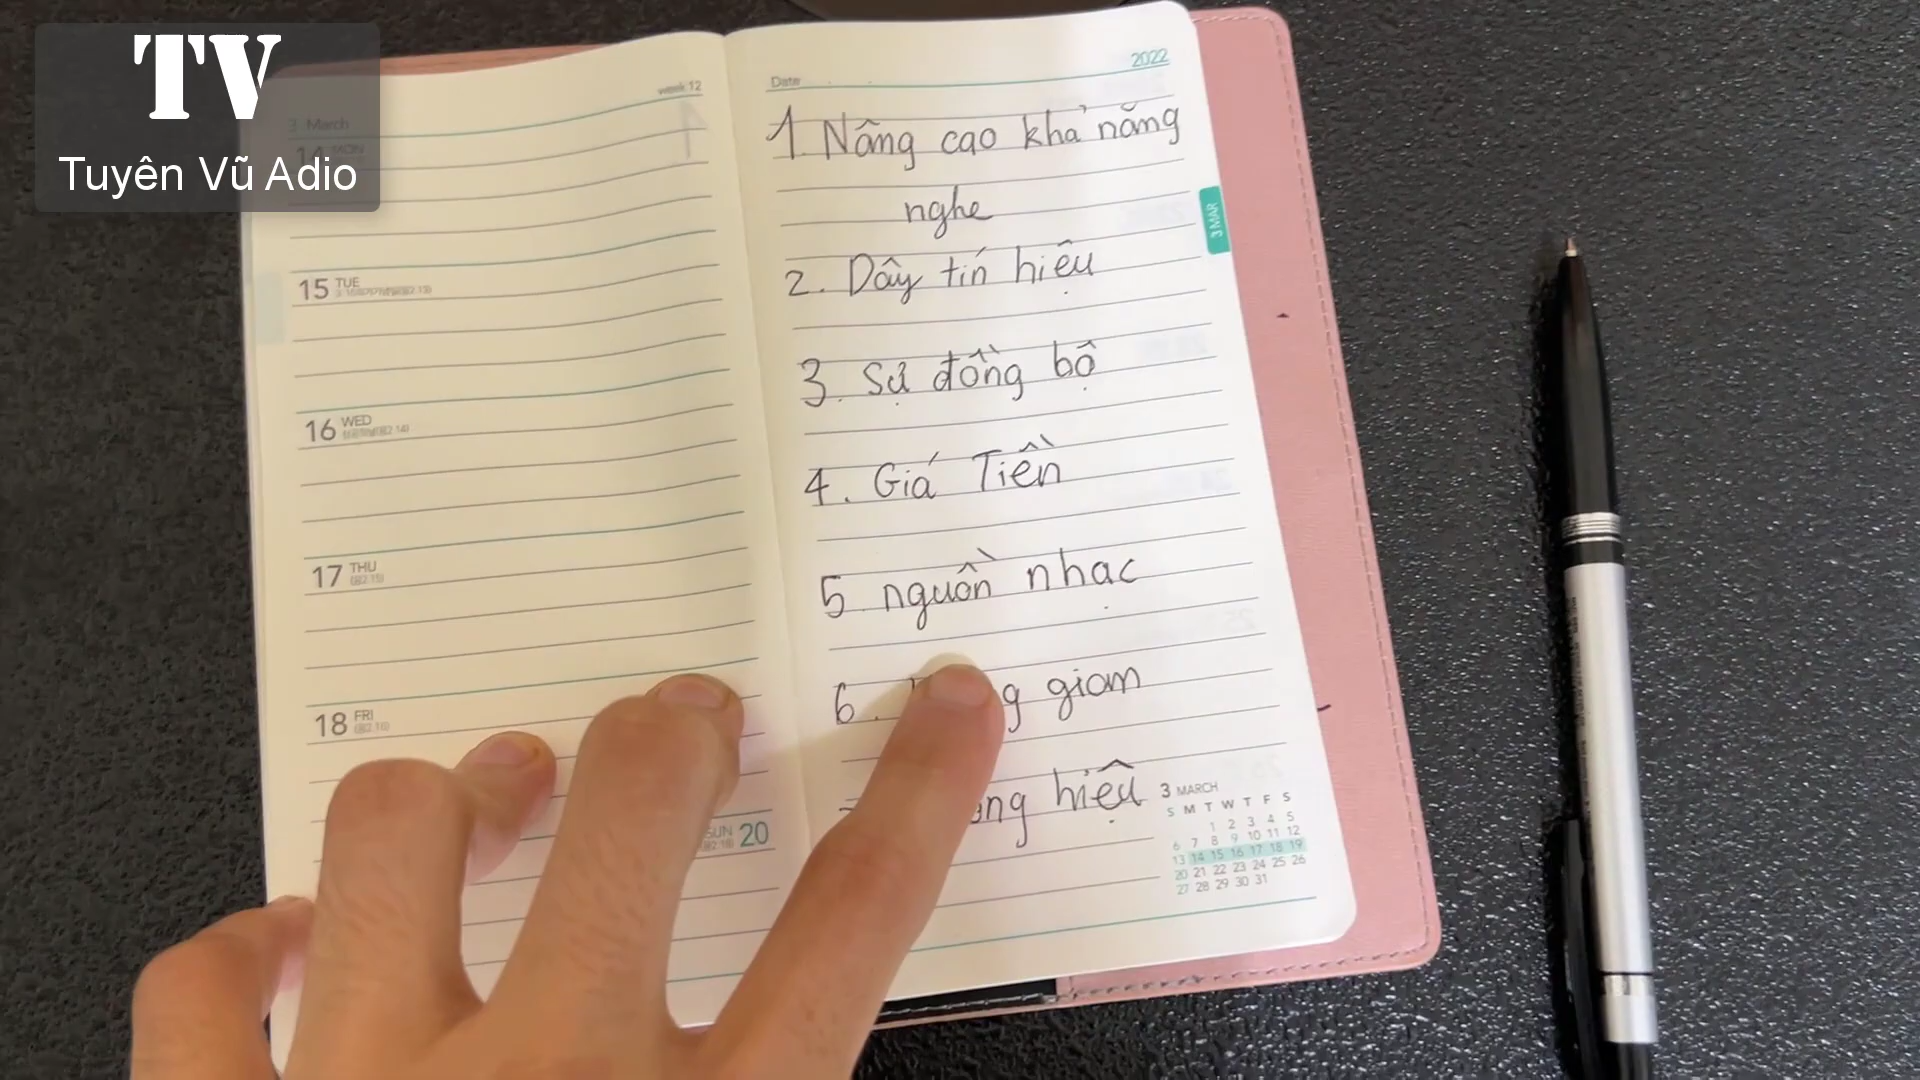 TV
Tuyên Vũ Adio
week 12
3 March
14 MON
15 TUE
16 WED
17 THU
18 FRI
SUN 20
Date
2022
1. Nâng cao khả năng
nghe
2. Dây tín hiệu
3. Sự đồng bộ
4. Giá Tiền
5 nguồn nhạc
6. gian
hiệu
3 MAR
3 MARCH
S M T W T F S
1 2 3 4 5
6 7 8 9 10 11 12
13 14 15 16 17 18 19
20 21 22 23 24 25 26
27 28 29 30 31